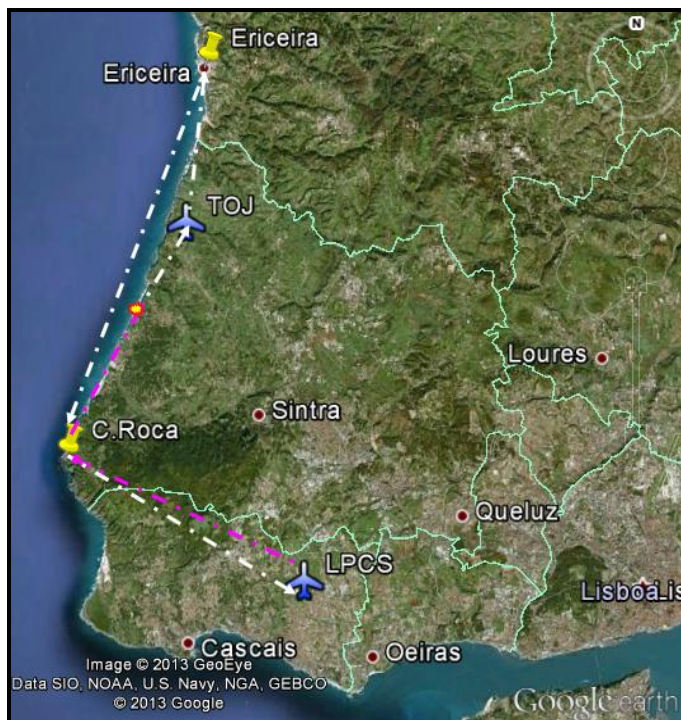 N
Ericeira
Ericeira
TOJ
Loures
Sintra
C.Roca
Queluz
LPCS
Lisboa
Lis
Cascais
Oeiras
Image © 2013 GeoEye
Data SIO, NOAA, U.S. Navy, NGA, GEBCO
© 2013 Google
Google earth